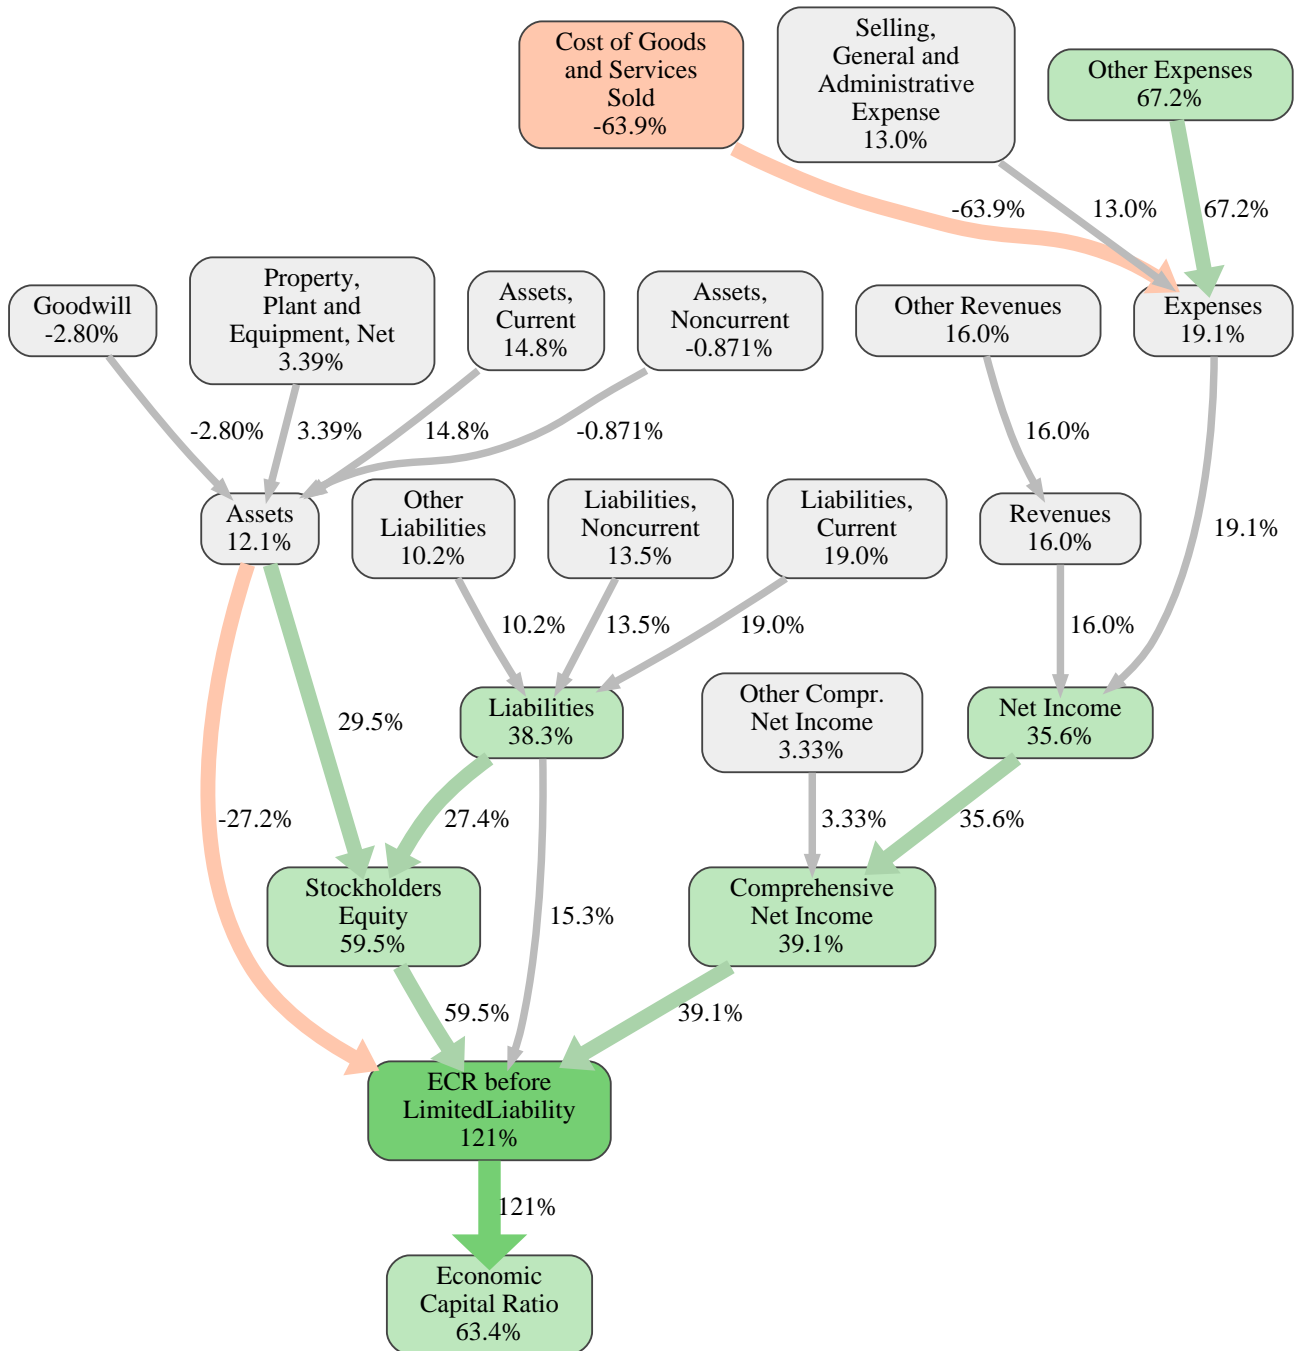 Cost of Goods
and Services
Sold
-63.9%
Selling,
General and
Administrative
Expense
13.0%
Other Expenses
67.2%
-63.9%
13.0%
67.2%
Goodwill
-2.80%
Property,
Plant and
Equipment, Net
3.39%
Assets,
Current
14.8%
Assets,
Noncurrent
-0.871%
Other Revenues
16.0%
Expenses
19.1%
-2.80%
3.39%
14.8%
-0.871%
16.0%
19.1%
Assets
12.1%
Other
Liabilities
10.2%
Liabilities,
Noncurrent
13.5%
Liabilities,
Current
19.0%
Revenues
16.0%
10.2%
13.5%
19.0%
16.0%
29.5%
Liabilities
38.3%
Other Compr.
Net Income
3.33%
Net Income
35.6%
-27.2%
27.4%
3.33%
35.6%
Stockholders
Equity
59.5%
15.3%
Comprehensive
Net Income
39.1%
59.5%
39.1%
ECR before
LimitedLiability
121%
121%
Economic
Capital Ratio
63.4%